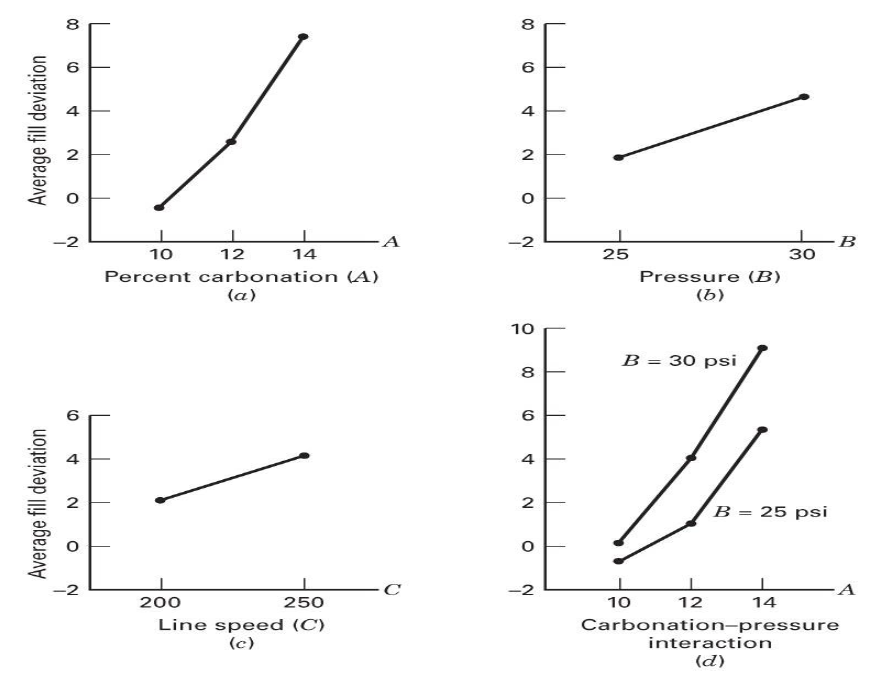 8
6
4
2
0
–2
Average fill deviation
10 12 14 A
Percent carbonation (A)
(a)
8
6
4
2
0
–2
25 30 B
Pressure (B)
(b)
6
4
2
0
–2
Average fill deviation
200 250 C
Line speed (C)
(c)
10
8
6
4
2
0
–2
B = 30 psi
B = 25 psi
10 12 14 A
Carbonation–pressure
interaction
(d)